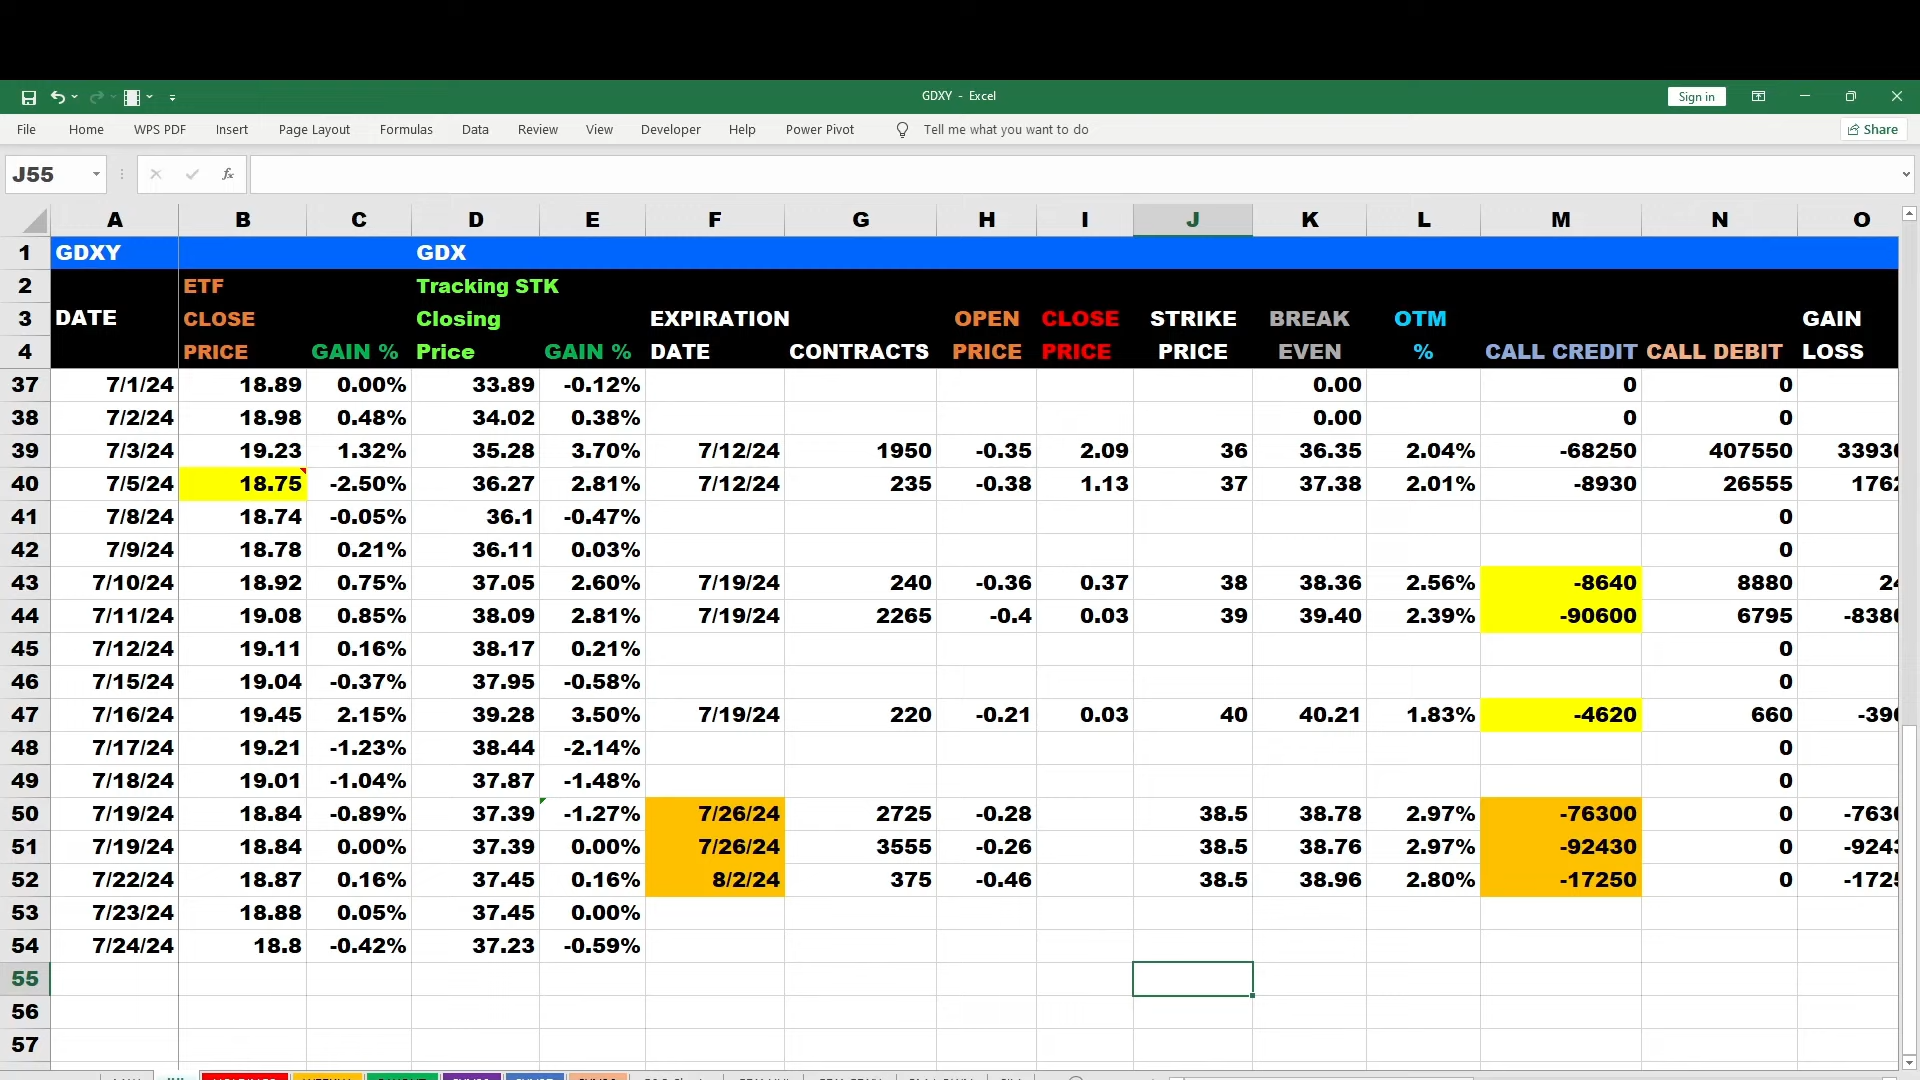 GDXY - Excel
Sign in
File Home WPS PDF Insert Page Layout Formulas Data Review View Developer Help Power Pivot Tell me what you want to do Share
J55 fx
A B C D E F G H I J K L M N O
1 GDXY GDX
2 ETF Tracking STK
3 DATE CLOSE Closing EXPIRATION OPEN CLOSE STRIKE BREAK OTM GAIN
4 PRICE GAIN % Price GAIN % DATE CONTRACTS PRICE PRICE PRICE EVEN % CALL CREDIT CALL DEBIT LOSS
37 7/1/24 18.89 0.00% 33.89 -0.12% 0.00 0 0
38 7/2/24 18.98 0.48% 34.02 0.38% 0.00 0 0
39 7/3/24 19.23 1.32% 35.28 3.70% 7/12/24 1950 -0.35 2.09 36 36.35 2.04% -68250 407550 3393
40 7/5/24 18.75 -2.50% 36.27 2.81% 7/12/24 235 -0.38 1.13 37 37.38 2.01% -8930 26555 176
41 7/8/24 18.74 -0.05% 36.1 -0.47% 0
42 7/9/24 18.78 0.21% 36.11 0.03% 0
43 7/10/24 18.92 0.75% 37.05 2.60% 7/19/24 240 -0.36 0.37 38 38.36 2.56% -8640 8880 2
44 7/11/24 19.08 0.85% 38.09 2.81% 7/19/24 2265 -0.4 0.03 39 39.40 2.39% -90600 6795 -838
45 7/12/24 19.11 0.16% 38.17 0.21% 0
46 7/15/24 19.04 -0.37% 37.95 -0.58% 0
47 7/16/24 19.45 2.15% 39.28 3.50% 7/19/24 220 -0.21 0.03 40 40.21 1.83% -4620 660 -39
48 7/17/24 19.21 -1.23% 38.44 -2.14% 0
49 7/18/24 19.01 -1.04% 37.87 -1.48% 0
50 7/19/24 18.84 -0.89% 37.39 -1.27% 7/26/24 2725 -0.28 38.5 38.78 2.97% -76300 0 -763
51 7/19/24 18.84 0.00% 37.39 0.00% 7/26/24 3555 -0.26 38.5 38.76 2.97% -92430 0 -924
52 7/22/24 18.87 0.16% 37.45 0.16% 8/2/24 375 -0.46 38.5 38.96 2.80% -17250 0 -172
53 7/23/24 18.88 0.05% 37.45 0.00%
54 7/24/24 18.8 -0.42% 37.23 -0.59%
55
56
57